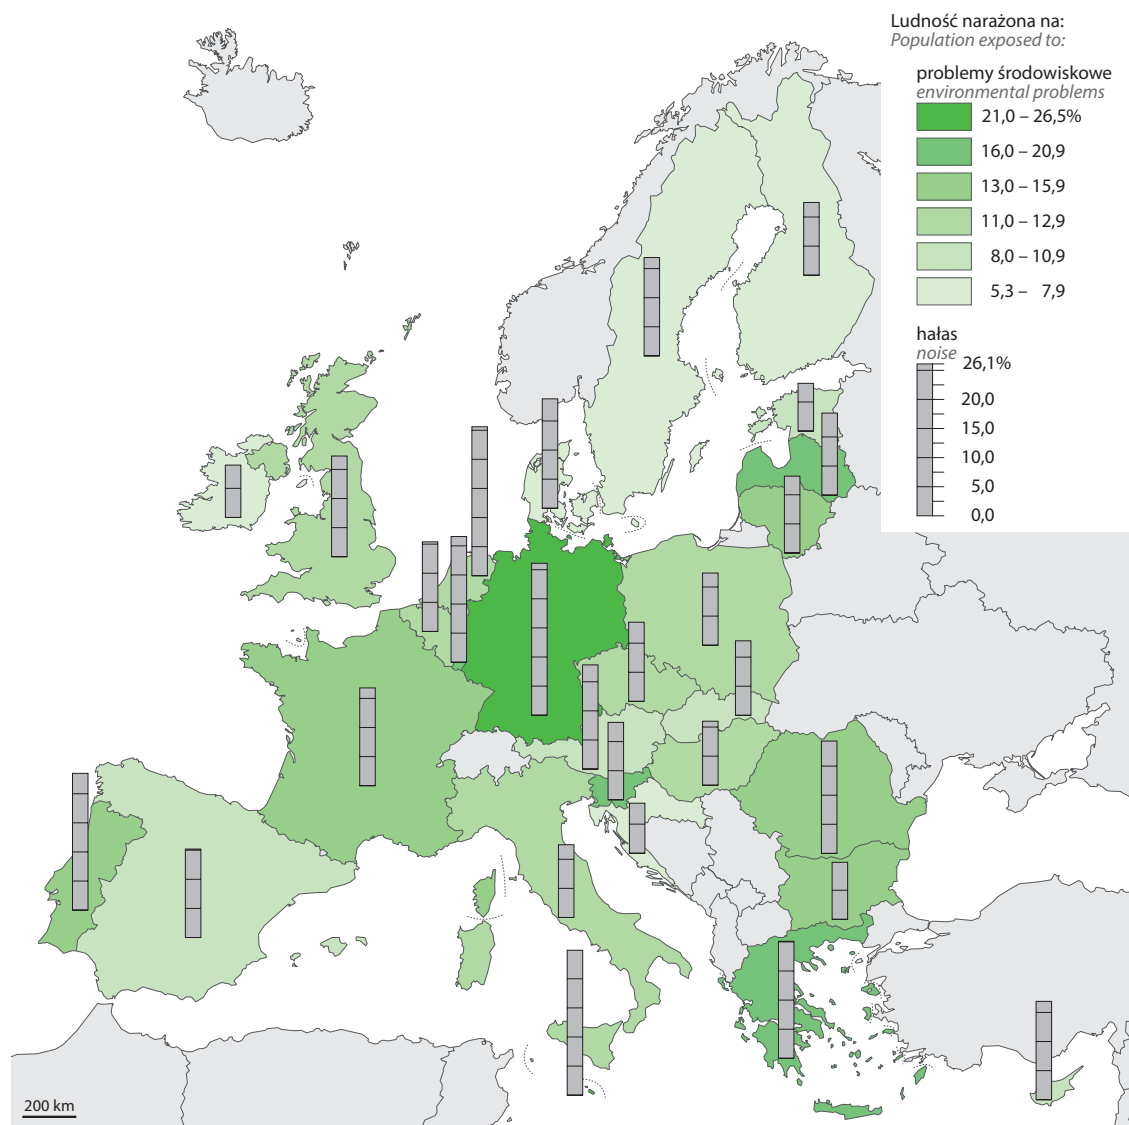 Ludność narażona na:
Population exposed to:
problemy środowiskowe
environmental problems
21,0 – 26,5%
16,0 – 20,9
13,0 – 15,9
11,0 – 12,9
8,0 – 10,9
5,3 – 7,9
hałas
noise
26,1%
20,0
15,0
10,0
5,0
0,0
200 km